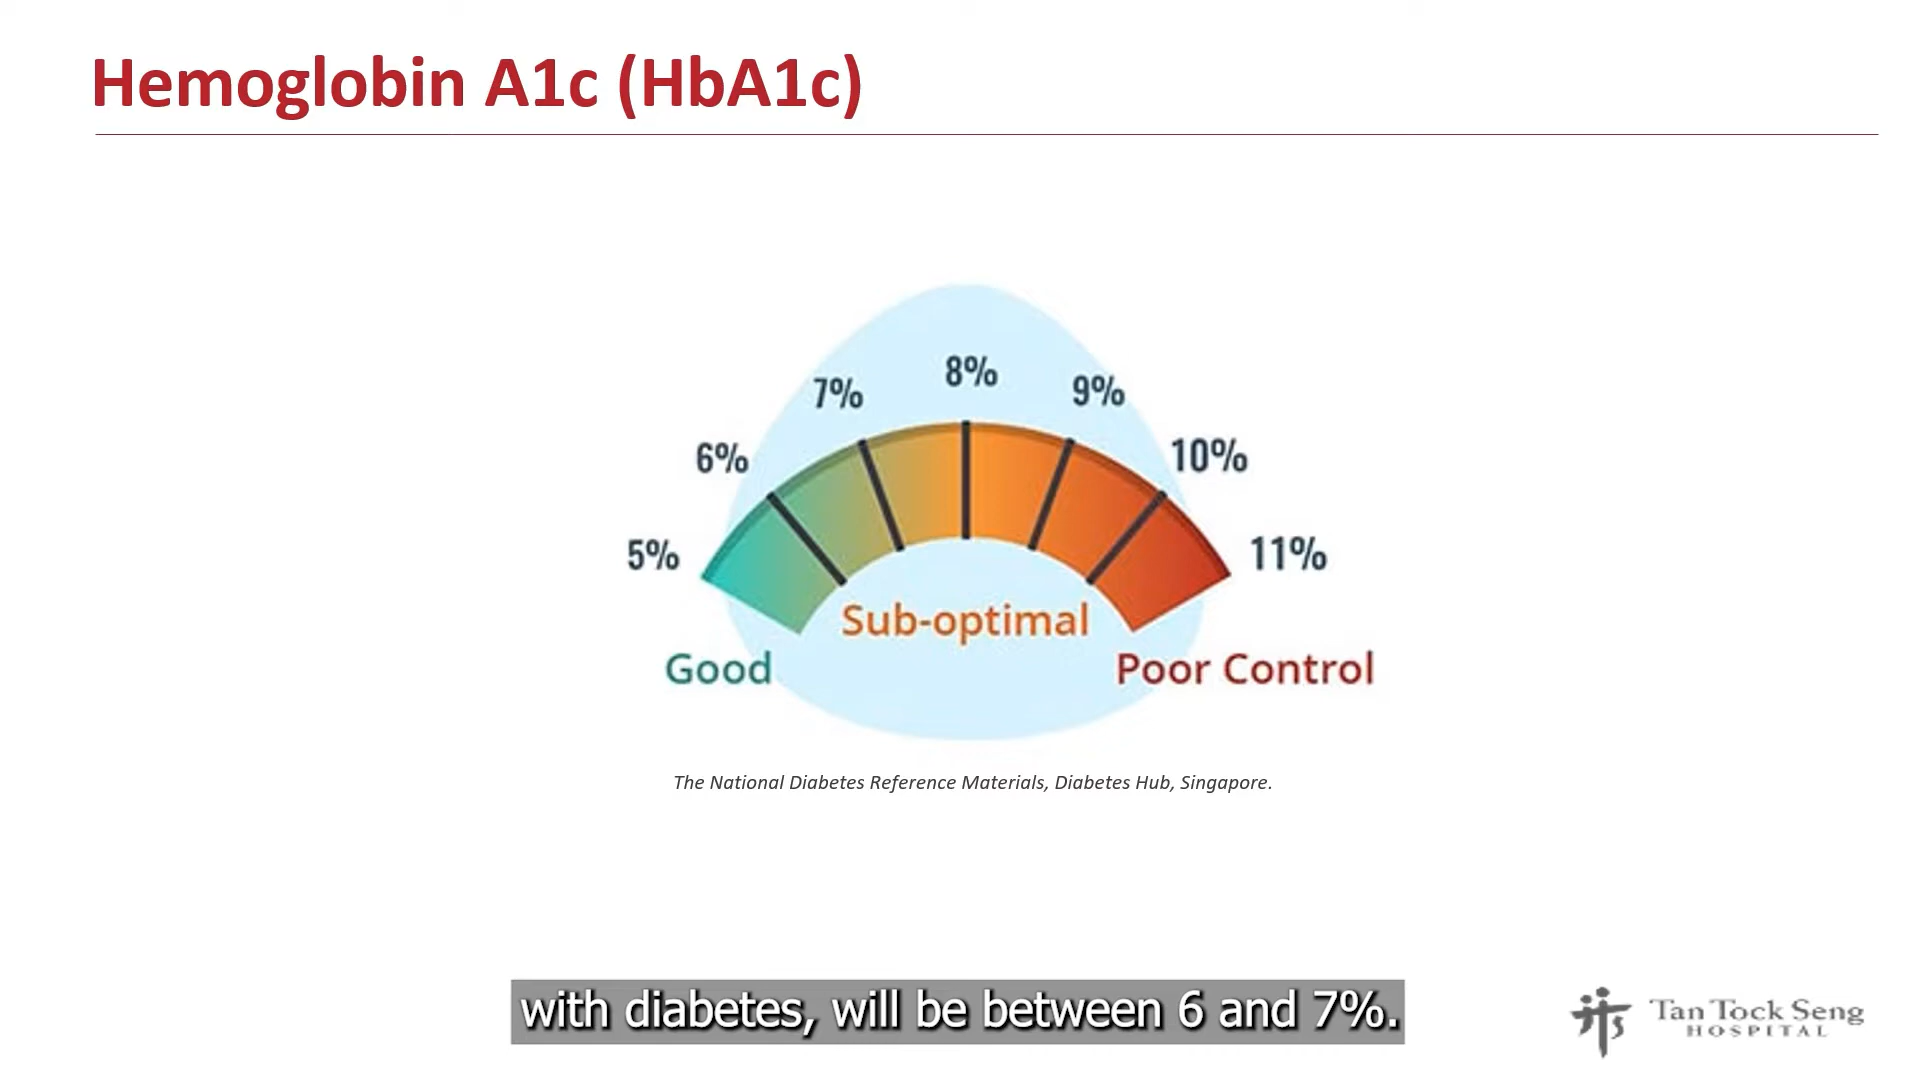 Hemoglobin A1c (HbA1c)
8%
7%
9%
6%
10%
5%
11%
Sub-optimal
Good
Poor Control
The National Diabetes Reference Materials, Diabetes Hub, Singapore.
with diabetes, will be between 6 and 7%.
Tan Tock Seng
HOSPITAL